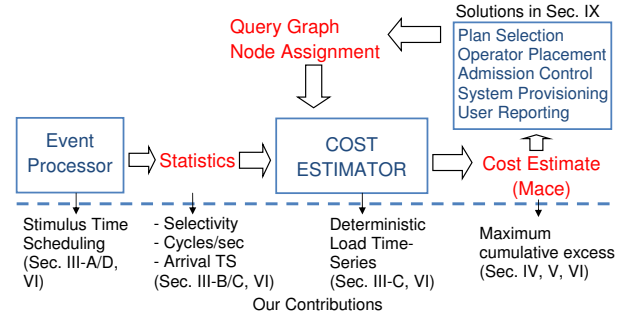 Solutions in Sec. IX
Query Graph
Node Assignment
Plan Selection
Operator Placement
Admission Control
System Provisioning
User Reporting
Event
Processor
Statistics
COST
ESTIMATOR
Cost Estimate
(Mace)
Stimulus Time
Scheduling
(Sec. III-A/D,
VI)
- Selectivity
- Cycles/sec
- Arrival TS
(Sec. III-B/C, VI)
Deterministic
Load Time-
Series
(Sec. III-C, VI)
Maximum
cumulative excess
(Sec. IV, V, VI)
Our Contributions